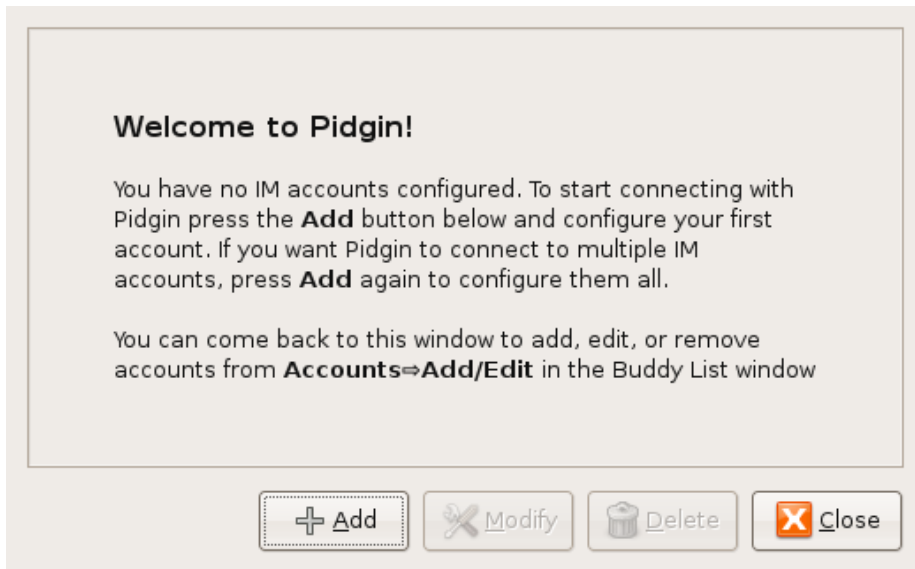 Welcome to Pidgin!
You have no IM accounts configured. To start connecting with
Pidgin press the Add button below and configure your first
account. If you want Pidgin to connect to multiple IM
accounts, press Add again to configure them all.
You can come back to this window to add, edit, or remove
accounts from Accounts⇨Add/Edit in the Buddy List window
Add Modify Delete Close